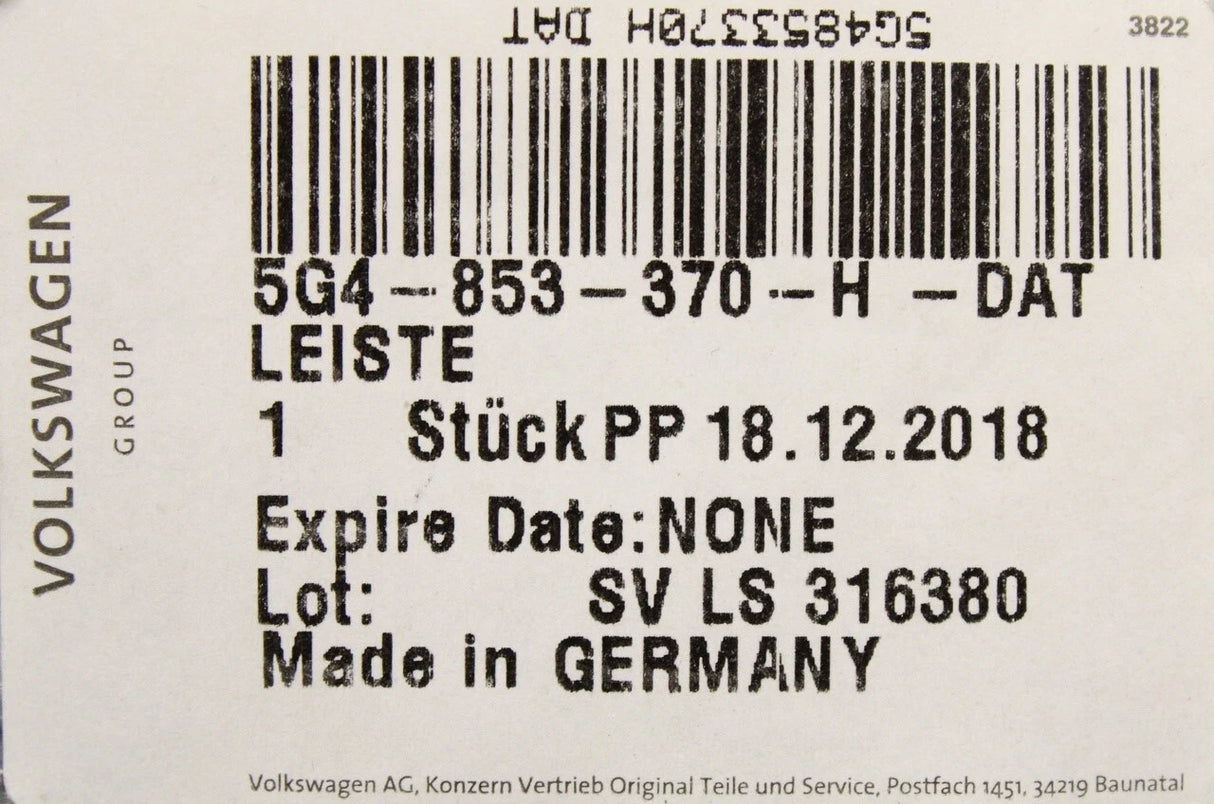 5G4853370H DAT
3822
5G4-853-370-H -DAT
LEISTE
1 Stück PP 18.12.2018
Expire Date:NONE
Lot: SV LS 316380
Made in GERMANY
VOLKSWAGEN
GROUP
Volkswagen AG, Konzern Vertrieb Original Teile und Service, Postfach 1451, 34219 Baunatal